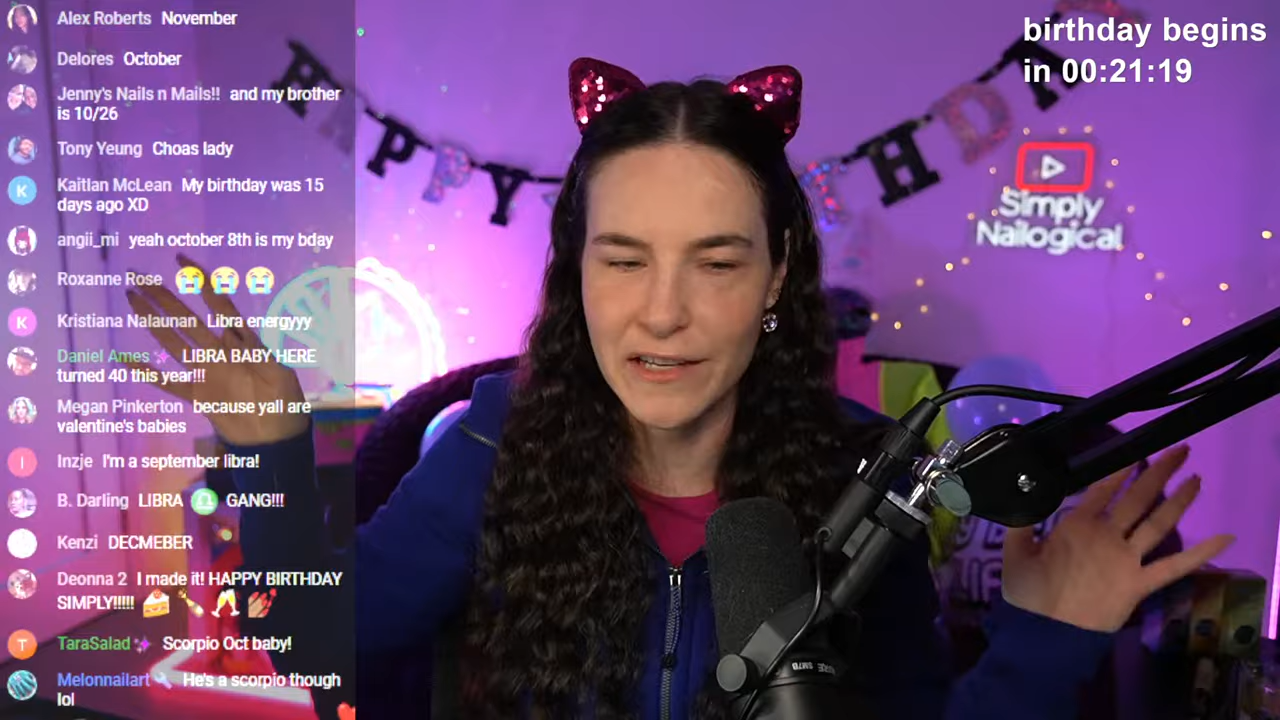 Alex Roberts November
Delores October
Jenny's Nails n Mails!! and my brother
is 10/26
Tony Yeung Choas lady
Kaitlan McLean My birthday was 15
days ago XD
angii_mi yeah october 8th is my bday
Roxanne Rose 😭😭😭
Kristiana Nalaunan Libra energyyy
Daniel Ames LIBRA BABY HERE
turned 40 this year!!!
Megan Pinkerton because yall are
valentine's babies
Inzje I'm a september libra!
B. Darling LIBRA ♎ GANG!!!
Kenzi DECMEBER
Deonna 2 I made it! HAPPY BIRTHDAY
SIMPLY!!!!! 🍰🍾🥂💅🏽
TaraSalad Scorpio Oct baby!
Melonnailart He's a scorpio though
lol
K
K
I
T
birthday begins
in 00:21:19
HAPPY
THDA
Simply
Nailogical
SM7B